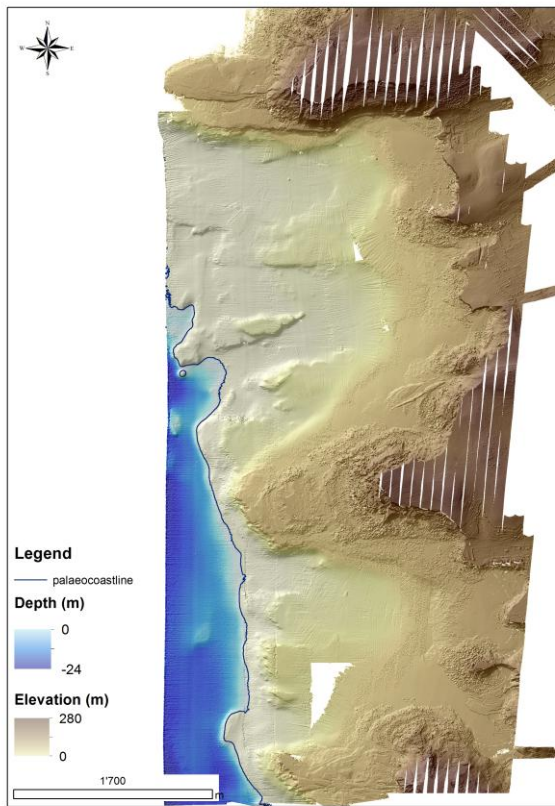 N
W
E
S
Legend
palaeocoastline
Depth (m)
0
-24
Elevation (m)
280
0
1'700
m